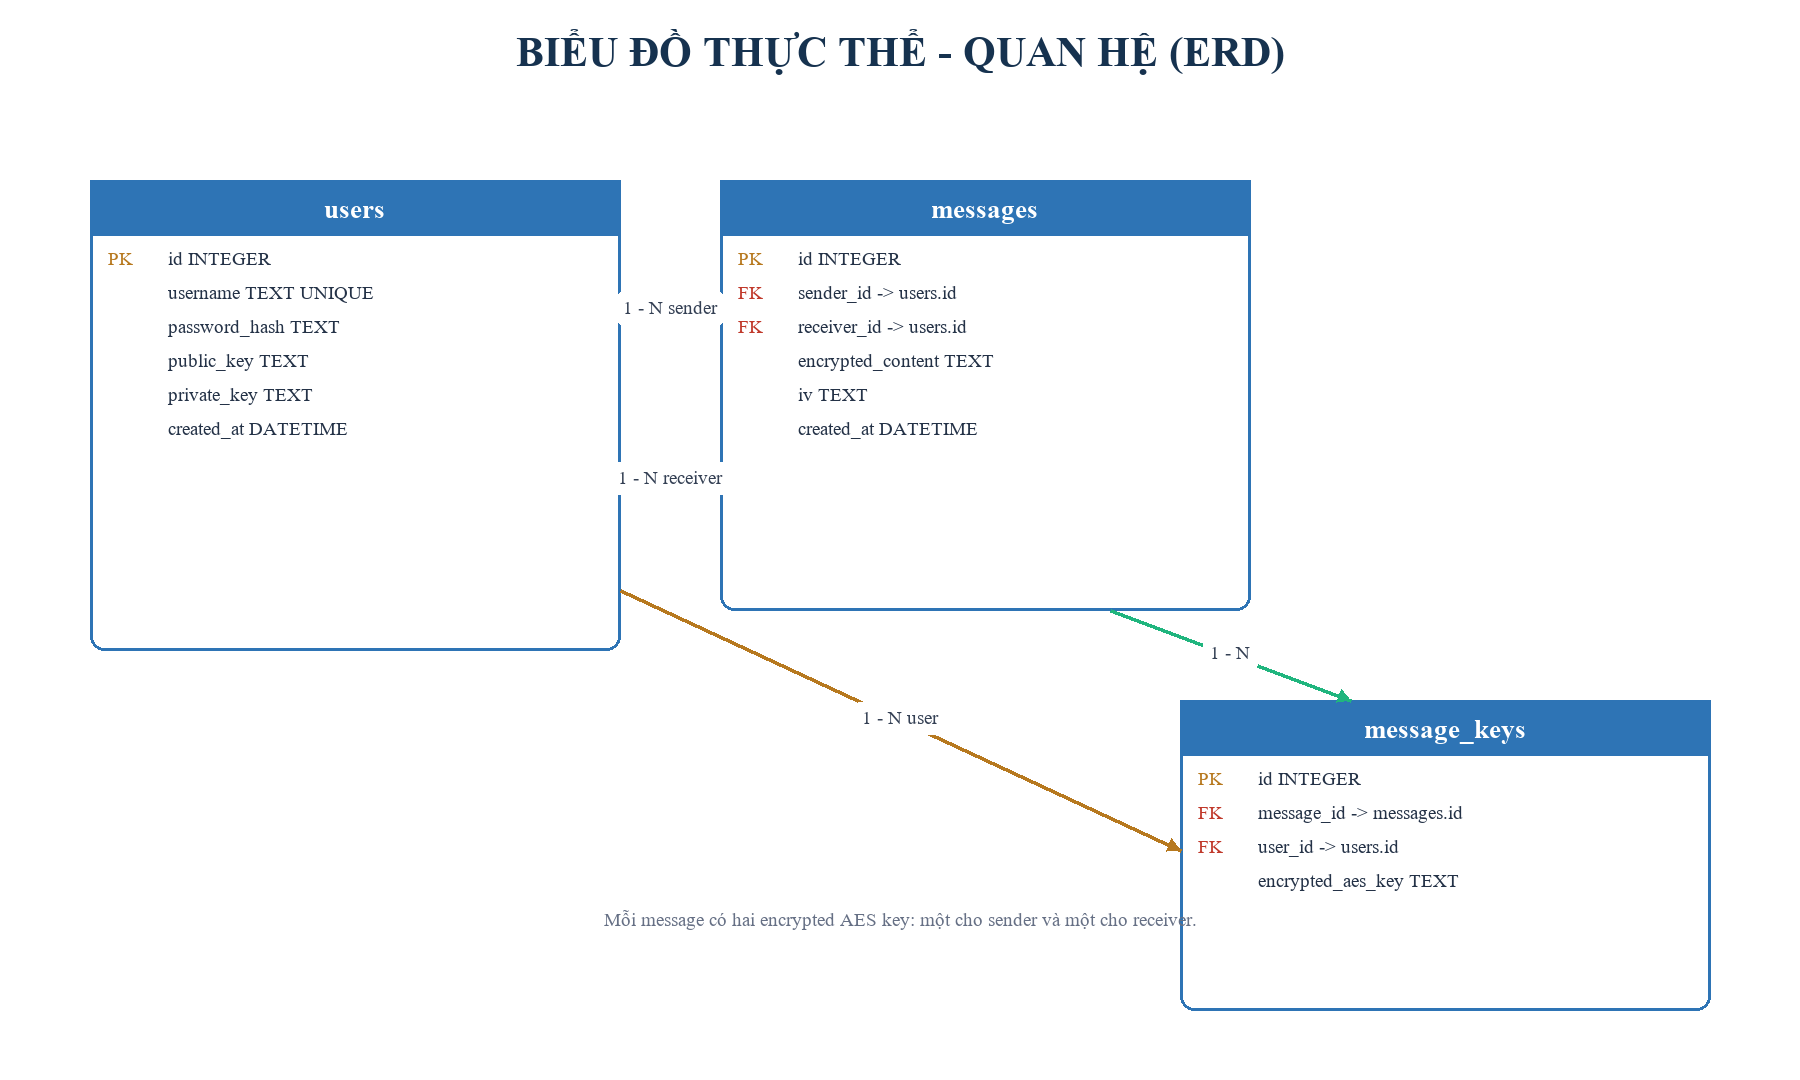 BIỂU ĐỒ THỰC THỂ - QUAN HỆ (ERD)
users
PK id INTEGER
username TEXT UNIQUE
password_hash TEXT
public_key TEXT
private_key TEXT
created_at DATETIME
1 - N sender
1 - N receiver
messages
PK id INTEGER
FK sender_id -> users.id
FK receiver_id -> users.id
encrypted_content TEXT
iv TEXT
created_at DATETIME
1 - N
1 - N user
message_keys
PK id INTEGER
FK message_id -> messages.id
FK user_id -> users.id
encrypted_aes_key TEXT
Mỗi message có hai encrypted AES key: một cho sender và một cho receiver.